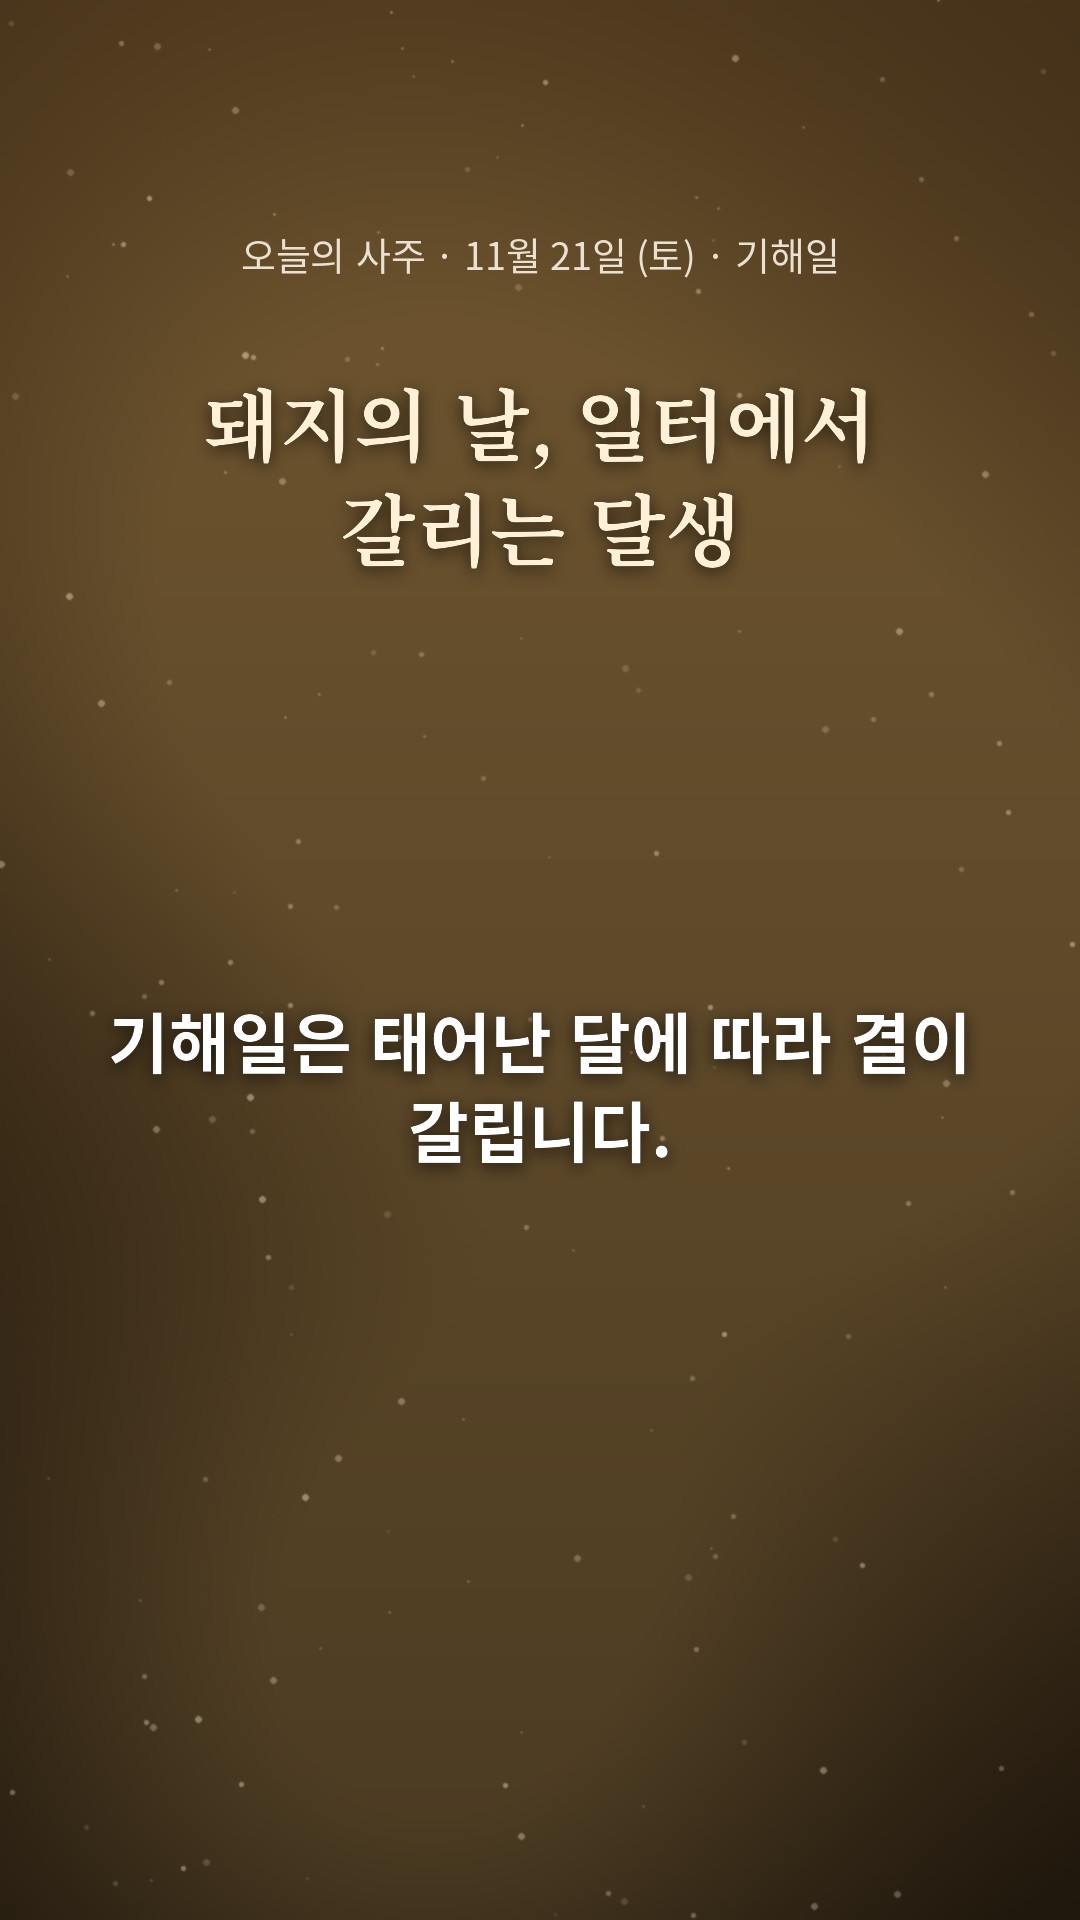 오늘의 사주 · 11월 21일 (토) · 기해일
돼지의 날, 일터에서
갈리는 달생
기해일은 태어난 달에 따라 결이
갈립니다.